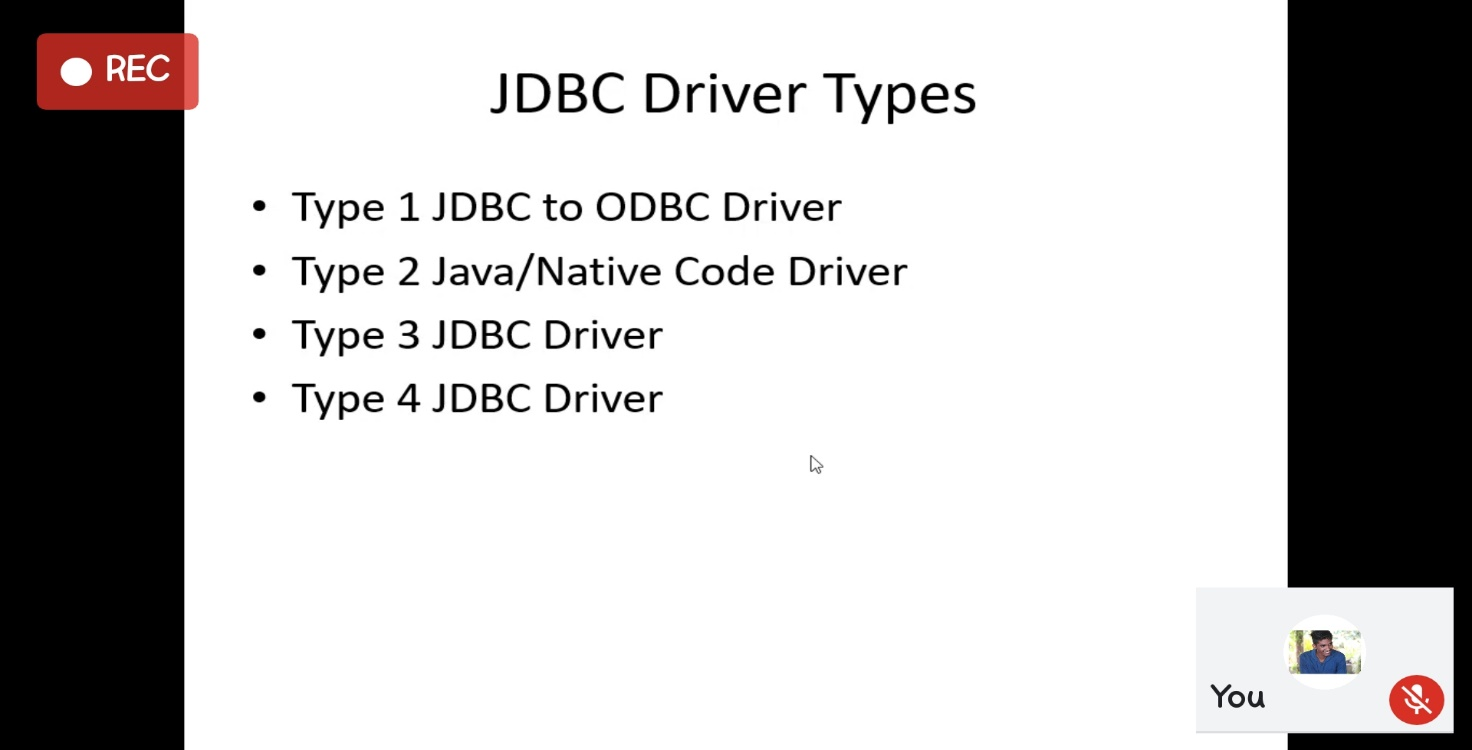 REC
JDBC Driver Types
• Type 1 JDBC to ODBC Driver
• Type 2 Java/Native Code Driver
• Type 3 JDBC Driver
• Type 4 JDBC Driver
You